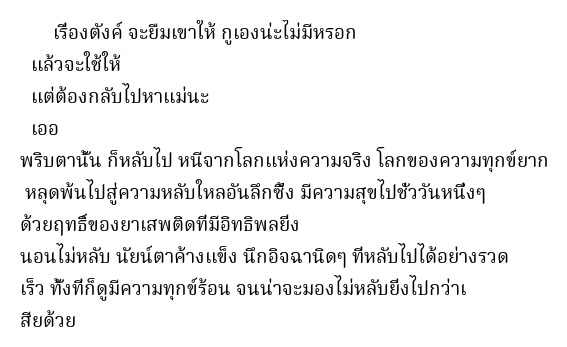 เรื่องตังค์ จะยืมเขาให้ กูเองน่ะไม่มีหรอก
แล้วจะใช้ให้
แต่ต้องกลับไปหาแม่นะ
เออ
พริบตานั้น ก็หลับไป หนีจากโลกแห่งความจริง โลกของความทุกข์ยาก
หลุดพ้นไปสู่ความหลับใหลอันลึกซึ้ง มีความสุขไปชั่ววันหนึ่งๆ
ด้วยฤทธิ์ของยาเสพติดที่มีอิทธิพลยิ่ง
นอนไม่หลับ นัยน์ตาค้างแข็ง นึกอิจฉานิดๆ ที่หลับไปได้อย่างรวด
เร็ว ทั้งที่ก็ดูมีความทุกข์ร้อน จนน่าจะมองไม่หลับยิ่งไปกว่าเ
สียด้วย